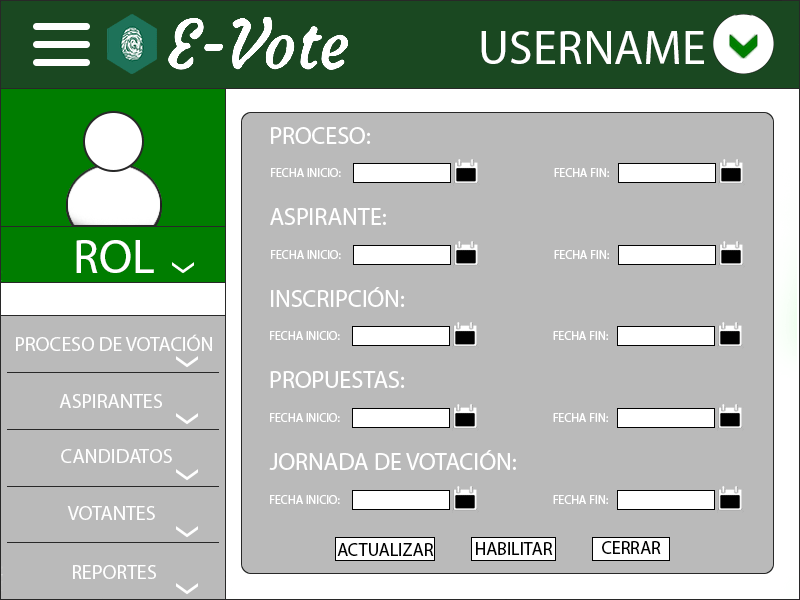 E-Vote
USERNAME
ROL
PROCESO DE VOTACIÓN
ASPIRANTES
CANDIDATOS
VOTANTES
REPORTES
PROCESO:
FECHA INICIO: FECHA FIN:
ASPIRANTE:
FECHA INICIO: FECHA FIN:
INSCRIPCIÓN:
FECHA INICIO: FECHA FIN:
PROPUESTAS:
FECHA INICIO: FECHA FIN:
JORNADA DE VOTACIÓN:
FECHA INICIO: FECHA FIN:
ACTUALIZAR HABILITAR CERRAR